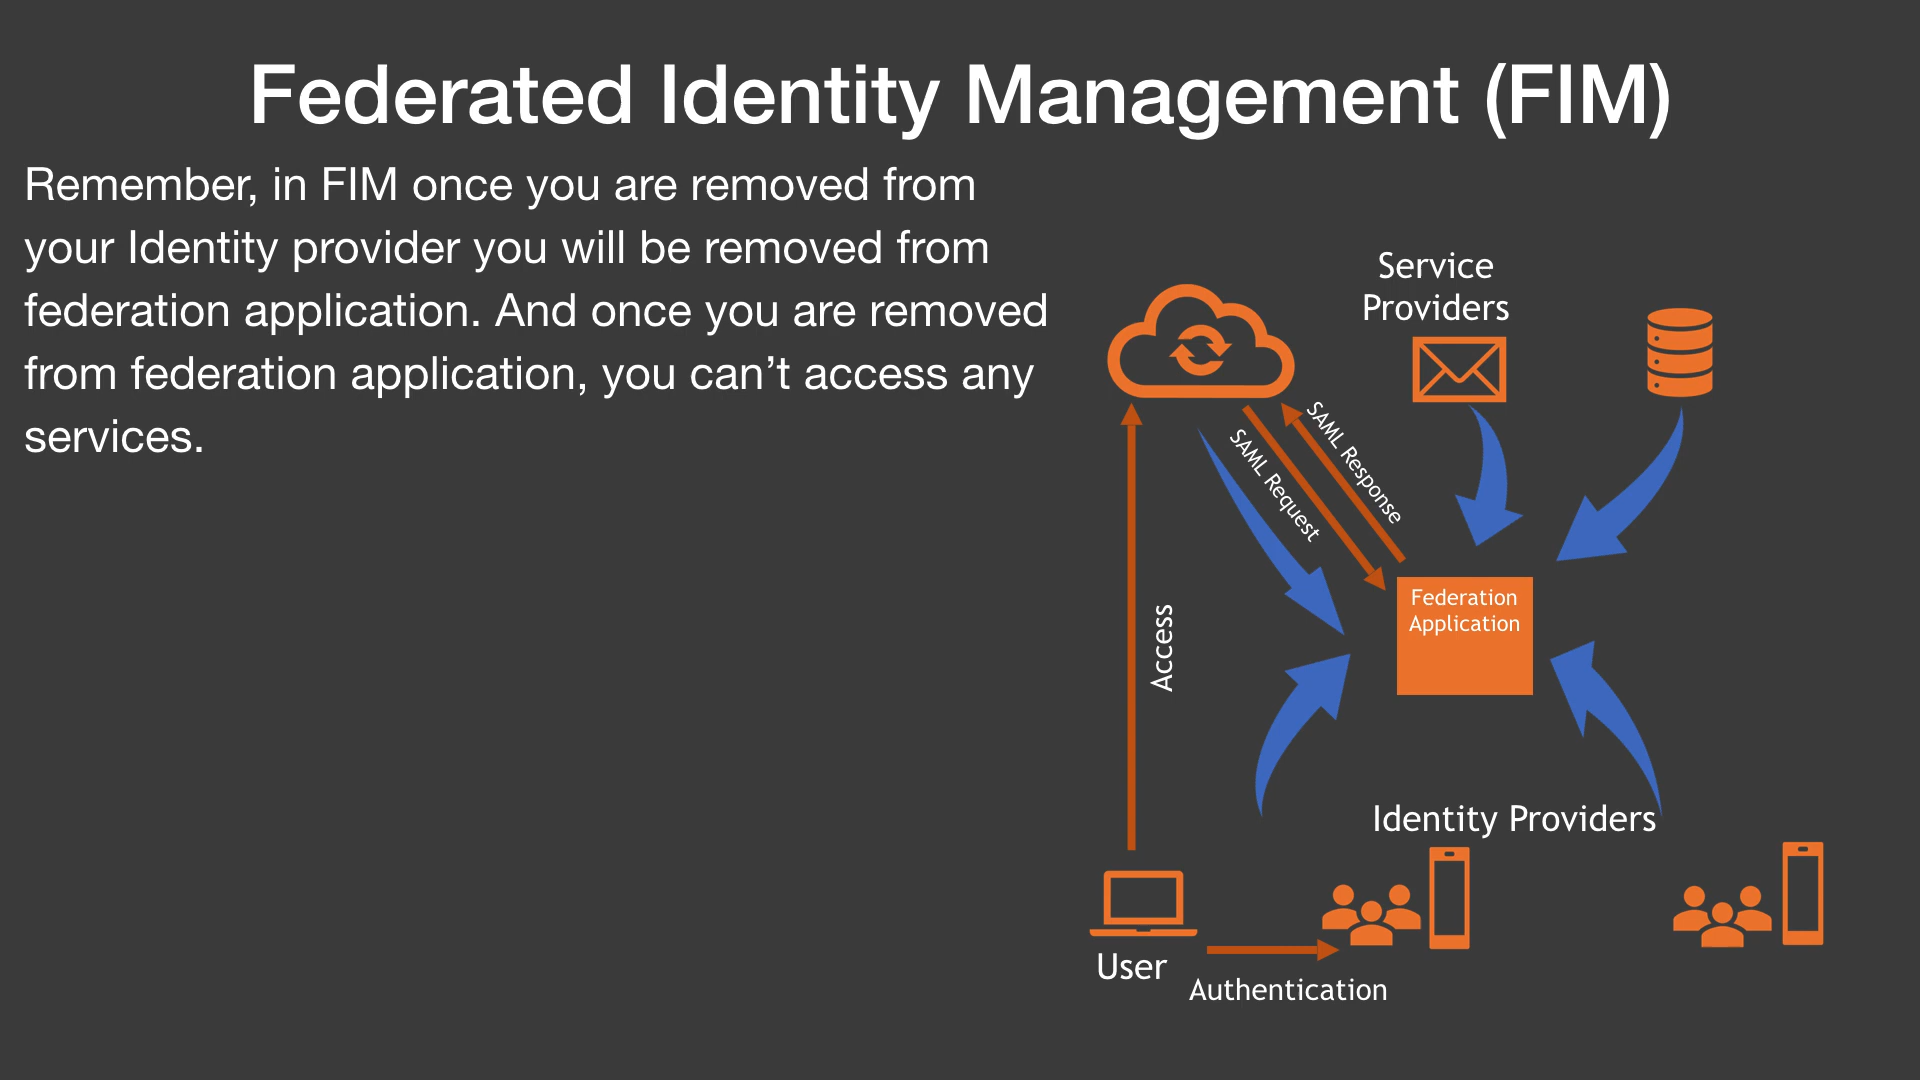 Federated Identity Management (FIM)
Remember, in FIM once you are removed from
your Identity provider you will be removed from
federation application. And once you are removed
from federation application, you can’t access any
services.
Service
Providers
SAML Response
SAML Request
Federation
Application
Access
Identity Providers
User
Authentication